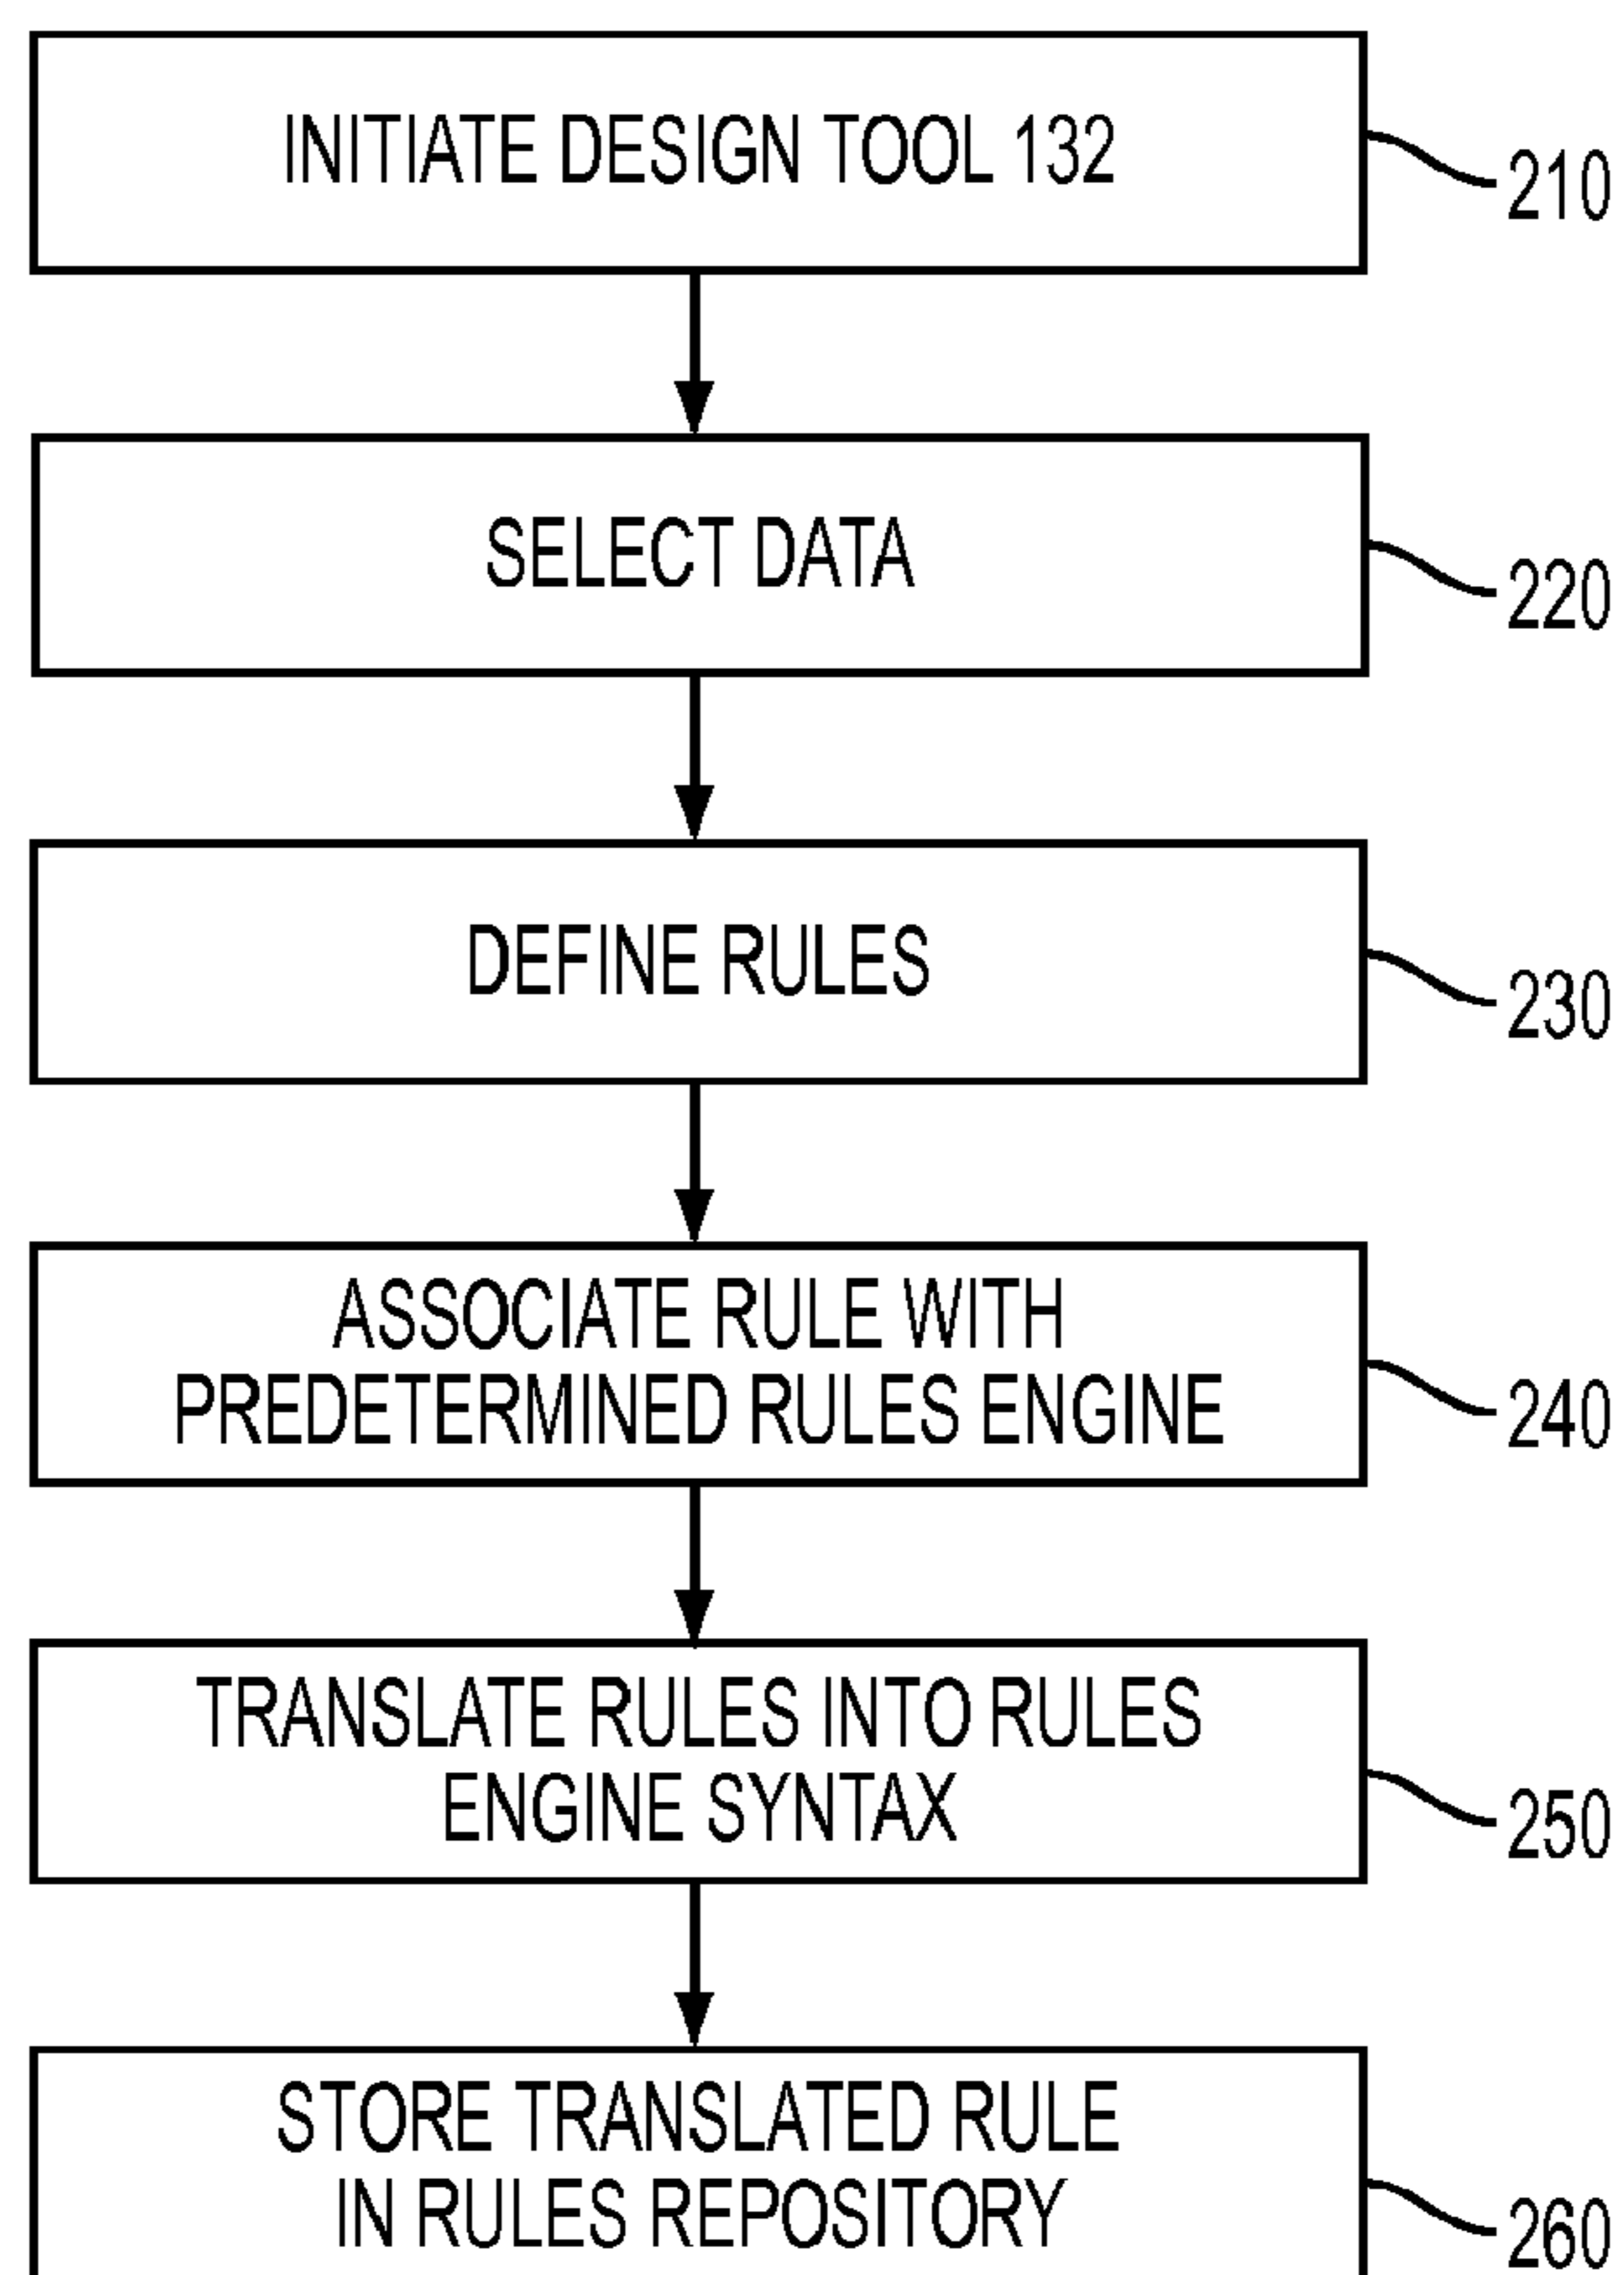 INITIATE DESIGN TOOL 132
210
SELECT DATA
220
DEFINE RULES
230
ASSOCIATE RULE WITH
PREDETERMINED RULES ENGINE
240
TRANSLATE RULES INTO RULES
ENGINE SYNTAX
250
STORE TRANSLATED RULE
IN RULES REPOSITORY
260